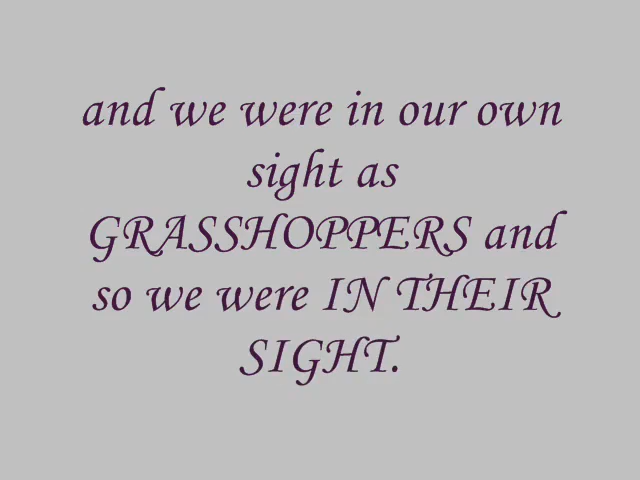 and we were in our own
sight as
GRASSHOPPERS and
so we were IN THEIR
SIGHT.